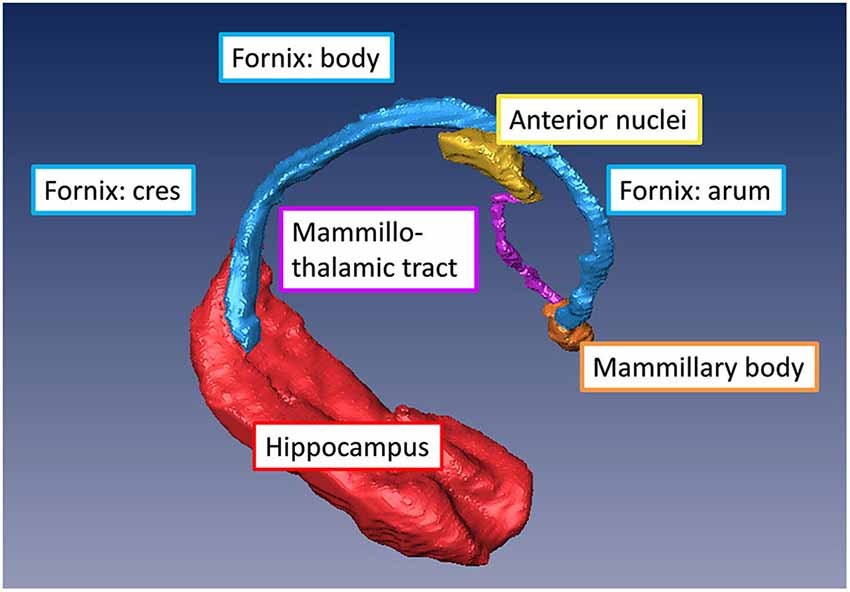 Fornix: body
Anterior nuclei
Fornix: cres
Fornix: arum
Mammillo-
thalamic tract
Mammillary body
Hippocampus